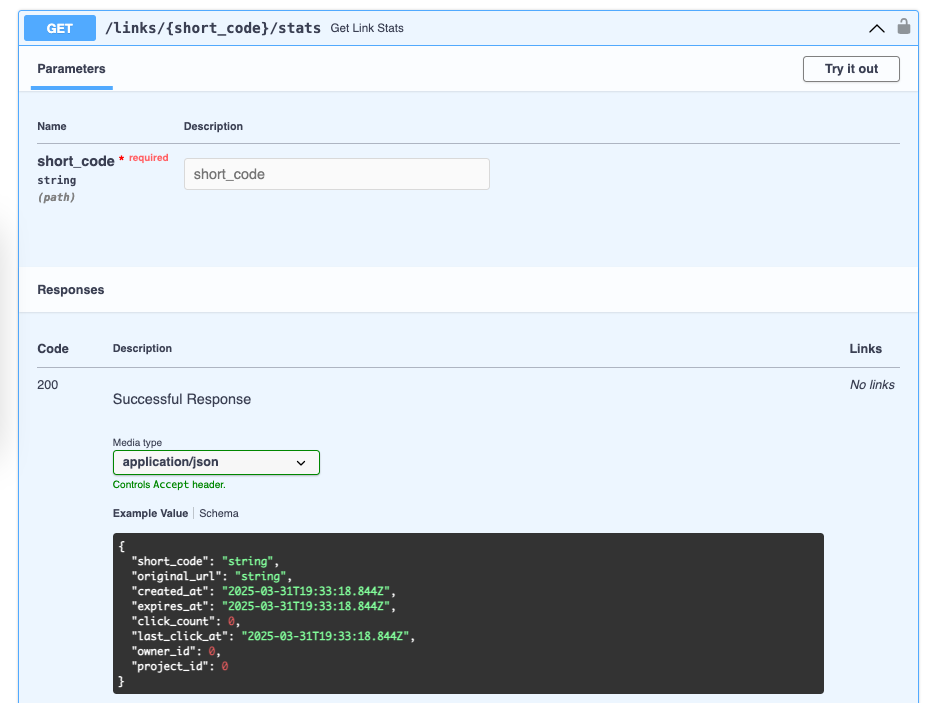 GET /links/{short_code}/stats Get Link Stats
Parameters
Try it out
Name Description
short_code * required
string
(path)
short_code
Responses
Code Description Links
200
Successful Response
No links
Media type
application/json
Controls Accept header.
Example Value Schema
{
"short_code": "string",
"original_url": "string",
"created_at": "2025-03-31T19:33:18.844Z",
"expires_at": "2025-03-31T19:33:18.844Z",
"click_count": 0,
"last_click_at": "2025-03-31T19:33:18.844Z",
"owner_id": 0,
"project_id": 0
}